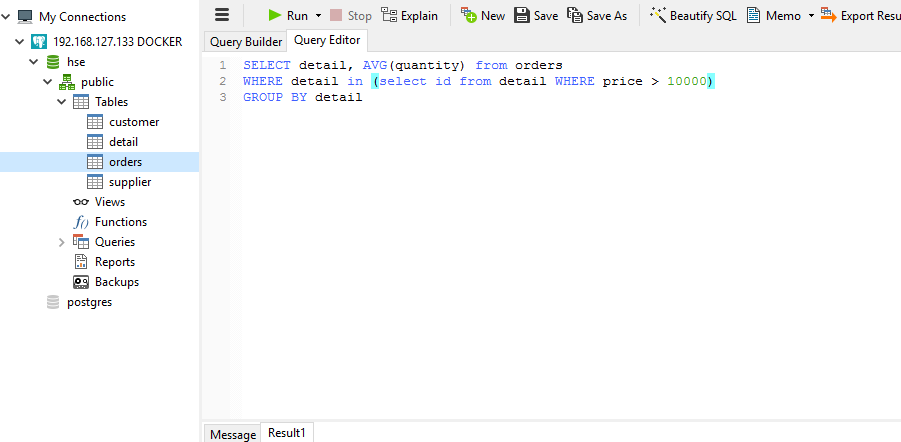 My Connections
192.168.127.133 DOCKER
hse
public
Tables
customer
detail
orders
supplier
Views
f() Functions
Queries
Reports
Backups
postgres
Run Stop Explain New Save Save As Beautify SQL Memo Export Resu
Query Builder Query Editor
1 SELECT detail, AVG(quantity) from orders
2 WHERE detail in (select id from detail WHERE price > 10000)
3 GROUP BY detail
Message Result1